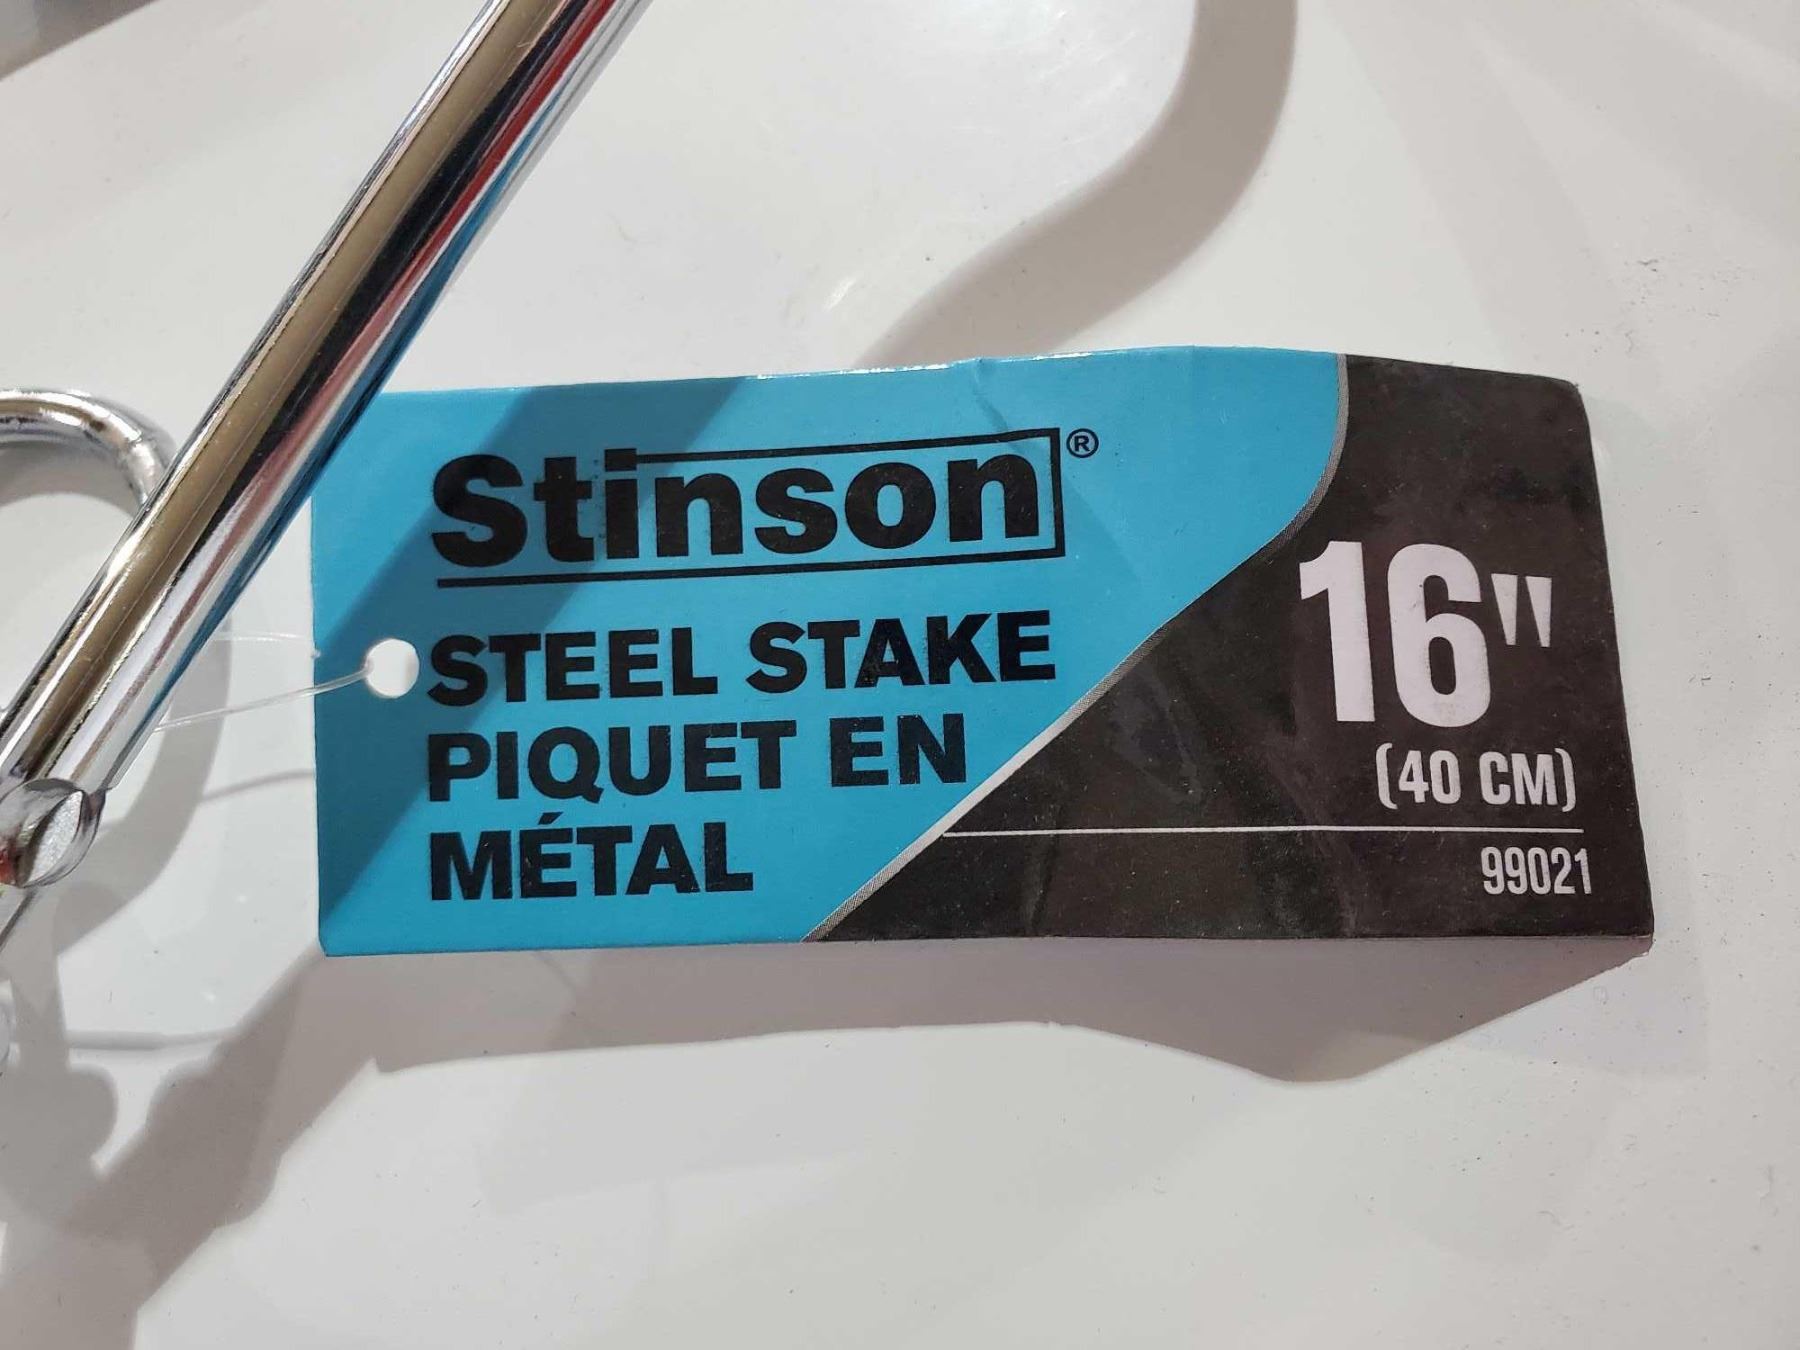 Stinson®
STEEL STAKE
PIQUET EN
MÉTAL
16"
(40 CM)
99021